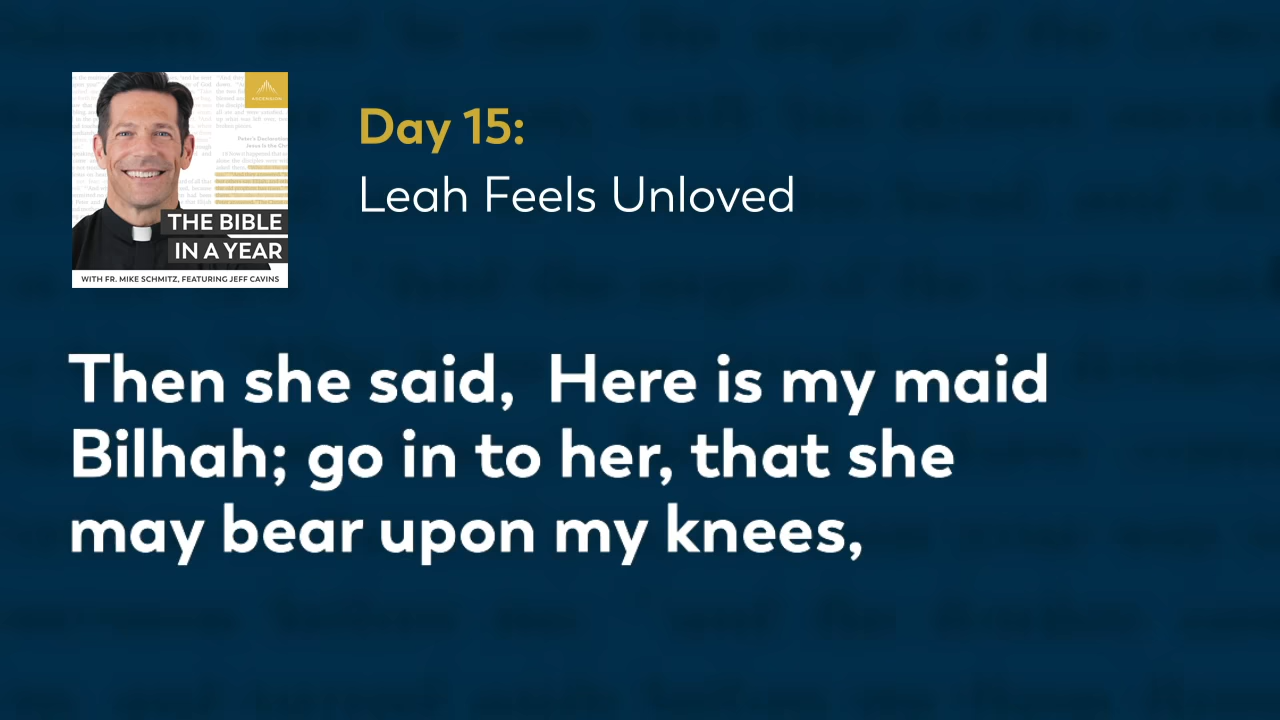 Day 15:
Leah Feels Unloved
THE BIBLE
IN A YEAR
WITH FR. MIKE SCHMITZ, FEATURING JEFF CAVINS
Then she said,  Here is my maid
Bilhah; go in to her, that she
may bear upon my knees,